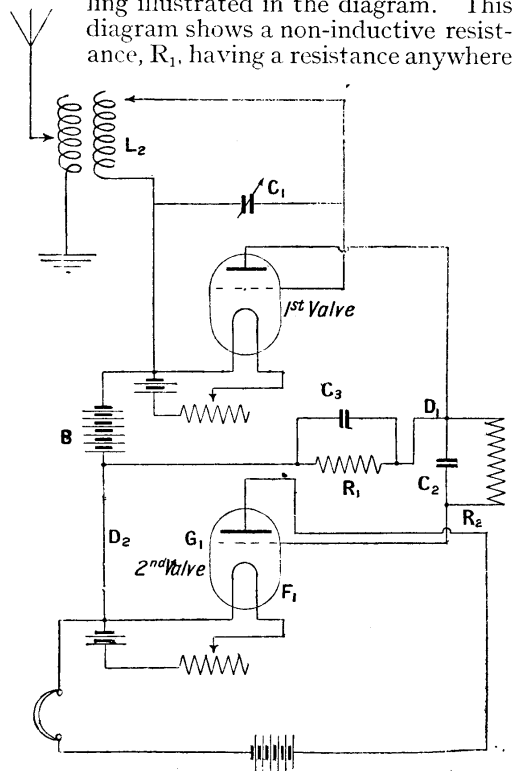 ling illustrated in the diagram. This
diagram shows a non-inductive resist-
ance, R₁, having a resistance anywhere
L₂
C₁
1st Valve
C₃
D₁
B
R₁
C₂
R₂
D₂
G₁
2nd Valve
F₁